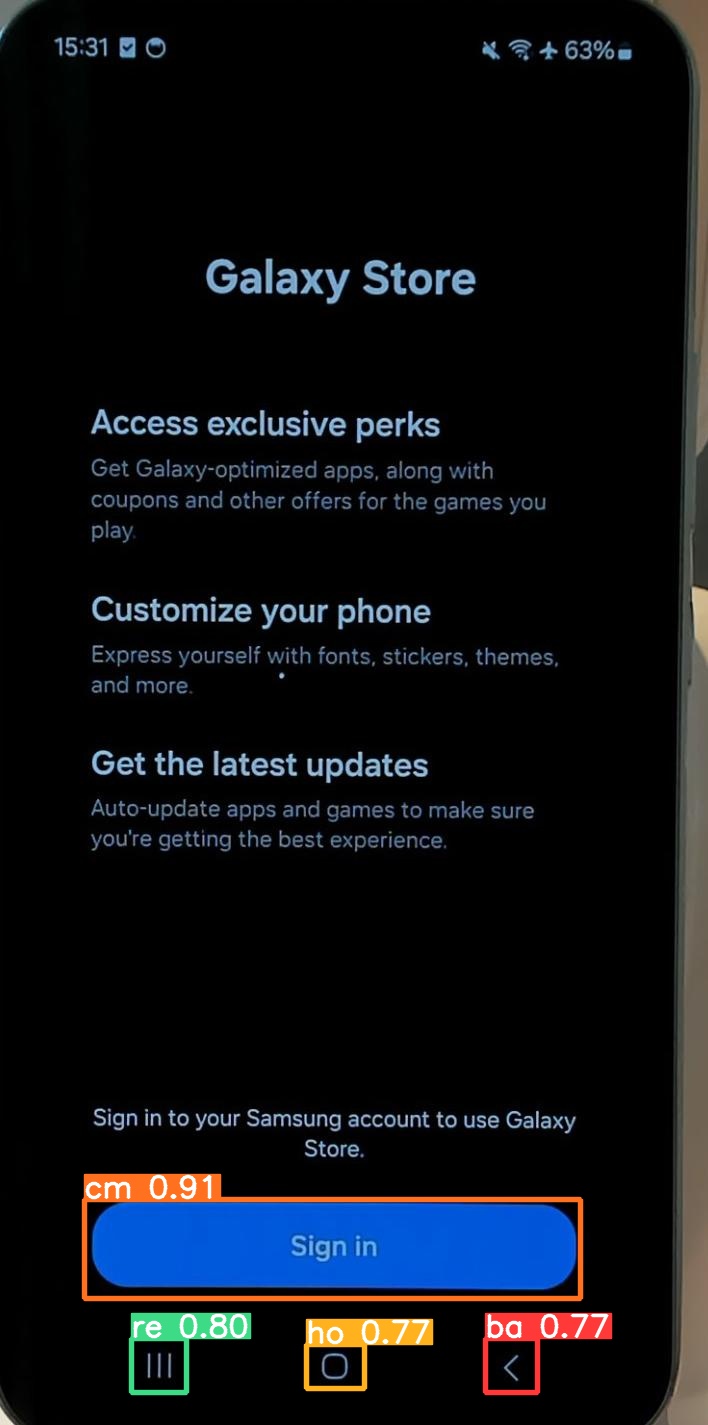 15:31 63%
Galaxy Store
Access exclusive perks
Get Galaxy-optimized apps, along with
coupons and other offers for the games you
play.
Customize your phone
Express yourself with fonts, stickers, themes,
and more.
Get the latest updates
Auto-update apps and games to make sure
you're getting the best experience.
Sign in to your Samsung account to use Galaxy
Store.
cm 0.91
Sign in
re 0.80
ho 0.77
ba 0.77